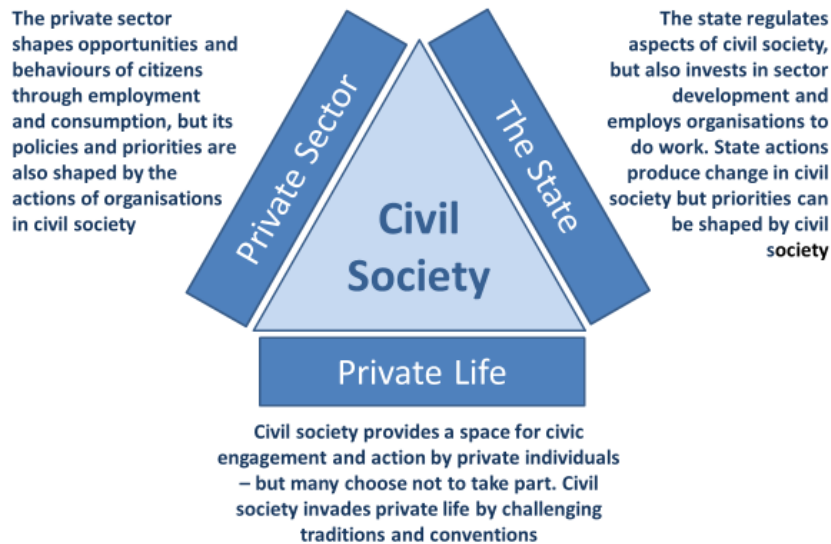 The private sector
shapes opportunities and
behaviours of citizens
through employment
and consumption, but its
policies and priorities are
also shaped by the
actions of organisations
in civil society
Private Sector
Civil
Society
The State
The state regulates
aspects of civil society,
but also invests in sector
development and
employs organisations to
do work. State actions
produce change in civil
society but priorities can
be shaped by civil
society
Private Life
Civil society provides a space for civic
engagement and action by private individuals
– but many choose not to take part. Civil
society invades private life by challenging
traditions and conventions